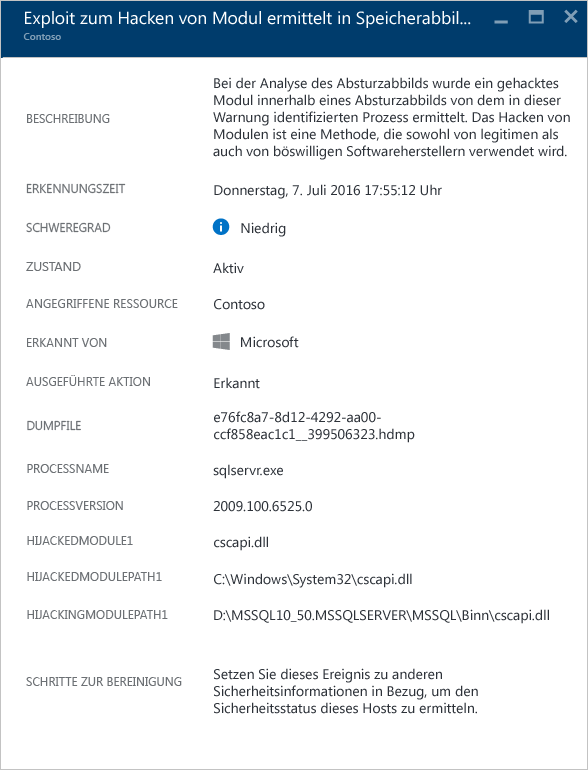 Exploit zum Hacken von Modul ermittelt in Speicherabbil...
Contoso
BESCHREIBUNG
Bei der Analyse des Absturzabbilds wurde ein gehacktes
Modul innerhalb eines Absturzabbilds von dem in dieser
Warnung identifizierten Prozess ermittelt. Das Hacken von
Modulen ist eine Methode, die sowohl von legitimen als
auch von böswilligen Softwareherstellern verwendet wird.
ERKENNUNGSZEIT
Donnerstag, 7. Juli 2016 17:55:12 Uhr
SCHWEREGRAD
Niedrig
ZUSTAND
Aktiv
ANGEGRIFFENE RESSOURCE
Contoso
ERKANNT VON
Microsoft
AUSGEFÜHRTE AKTION
Erkannt
DUMPFILE
e76fc8a7-8d12-4292-aa00-
ccf858eac1c1__399506323.hdmp
PROCESSNAME
sqlservr.exe
PROCESSVERSION
2009.100.6525.0
HIJACKEDMODULE1
cscapi.dll
HIJACKEDMODULEPATH1
C:\Windows\System32\cscapi.dll
HIJACKINGMODULEPATH1
D:\MSSQL10_50.MSSQLSERVER\MSSQL\Binn\cscapi.dll
SCHRITTE ZUR BEREINIGUNG
Setzen Sie dieses Ereignis zu anderen
Sicherheitsinformationen in Bezug, um den
Sicherheitsstatus dieses Hosts zu ermitteln.